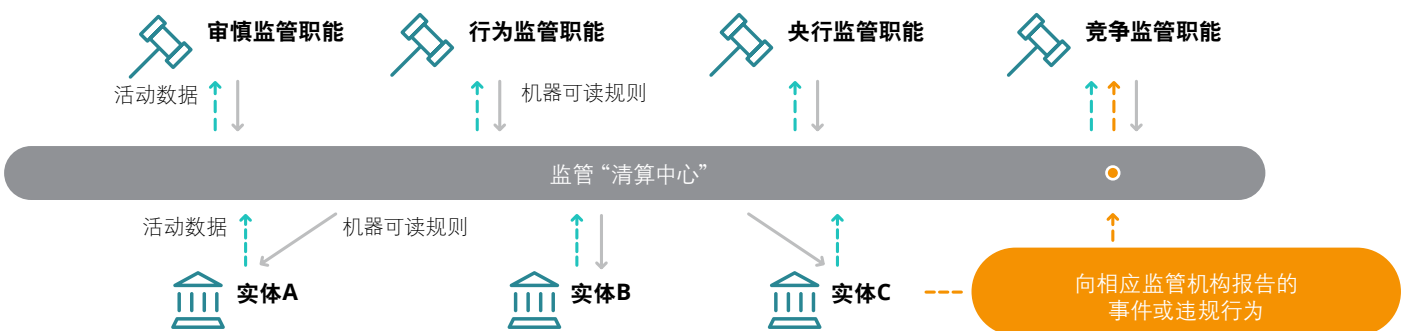 审慎监管职能
行为监管职能
央行监管职能
竞争监管职能
活动数据
机器可读规则
监管“清算中心”
活动数据
机器可读规则
实体A
实体B
实体C
向相应监管机构报告的
事件或违规行为